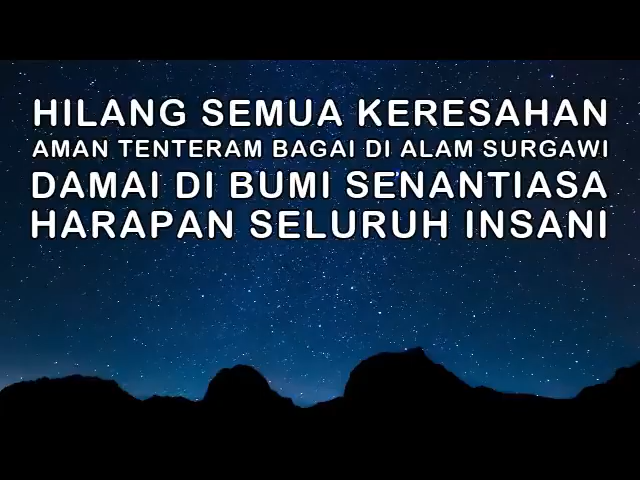 HILANG SEMUA KERESAHAN
AMAN TENTERAM BAGAI DI ALAM SURGAWI
DAMAI DI BUMI SENANTIASA
HARAPAN SELURUH INSANI